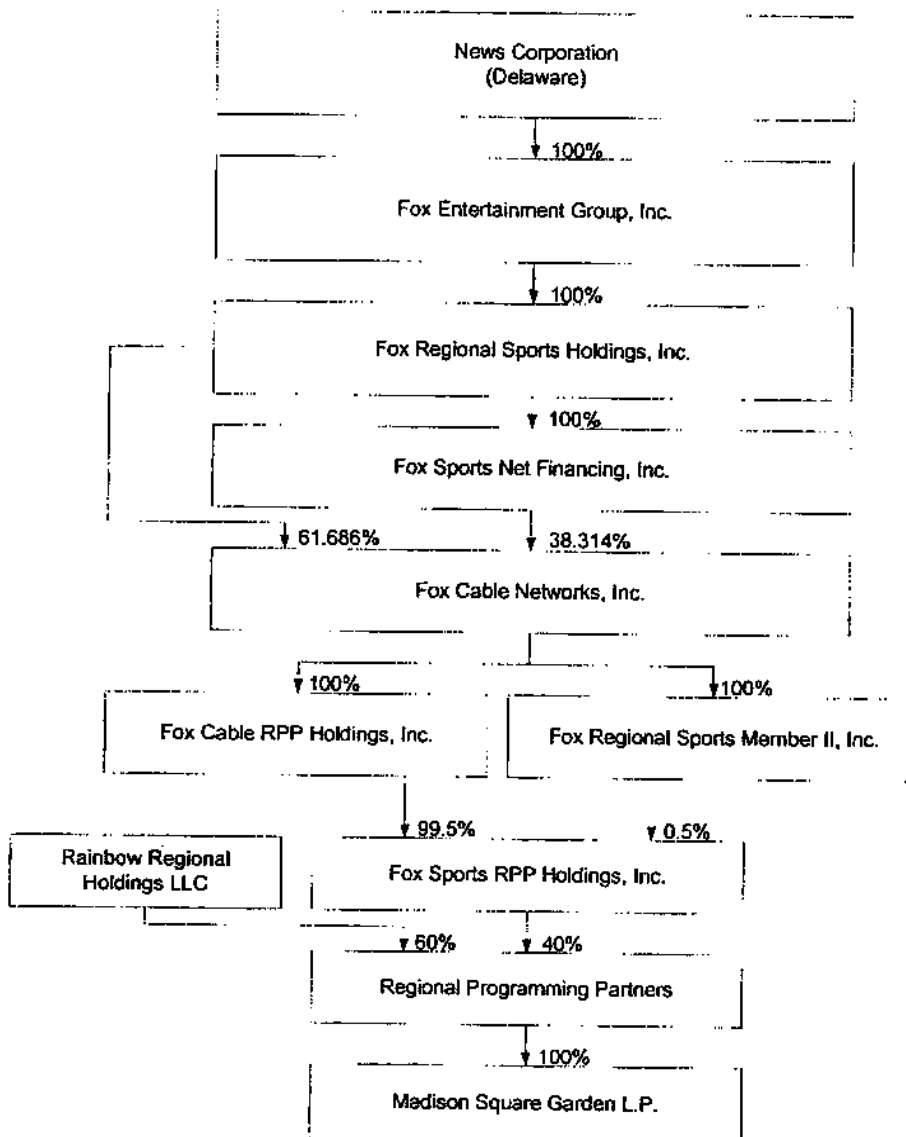 News Corporation
(Delaware)
100%
Fox Entertainment Group, Inc.
100%
Fox Regional Sports Holdings, Inc.
100%
Fox Sports Net Financing, Inc.
61.686%
38.314%
Fox Cable Networks, Inc.
100%
100%
Fox Cable RPP Holdings, Inc.
Fox Regional Sports Member II, Inc.
99.5%
0.5%
Rainbow Regional
Holdings LLC
Fox Sports RPP Holdings, Inc.
60%
40%
Regional Programming Partners
100%
Madison Square Garden L.P.